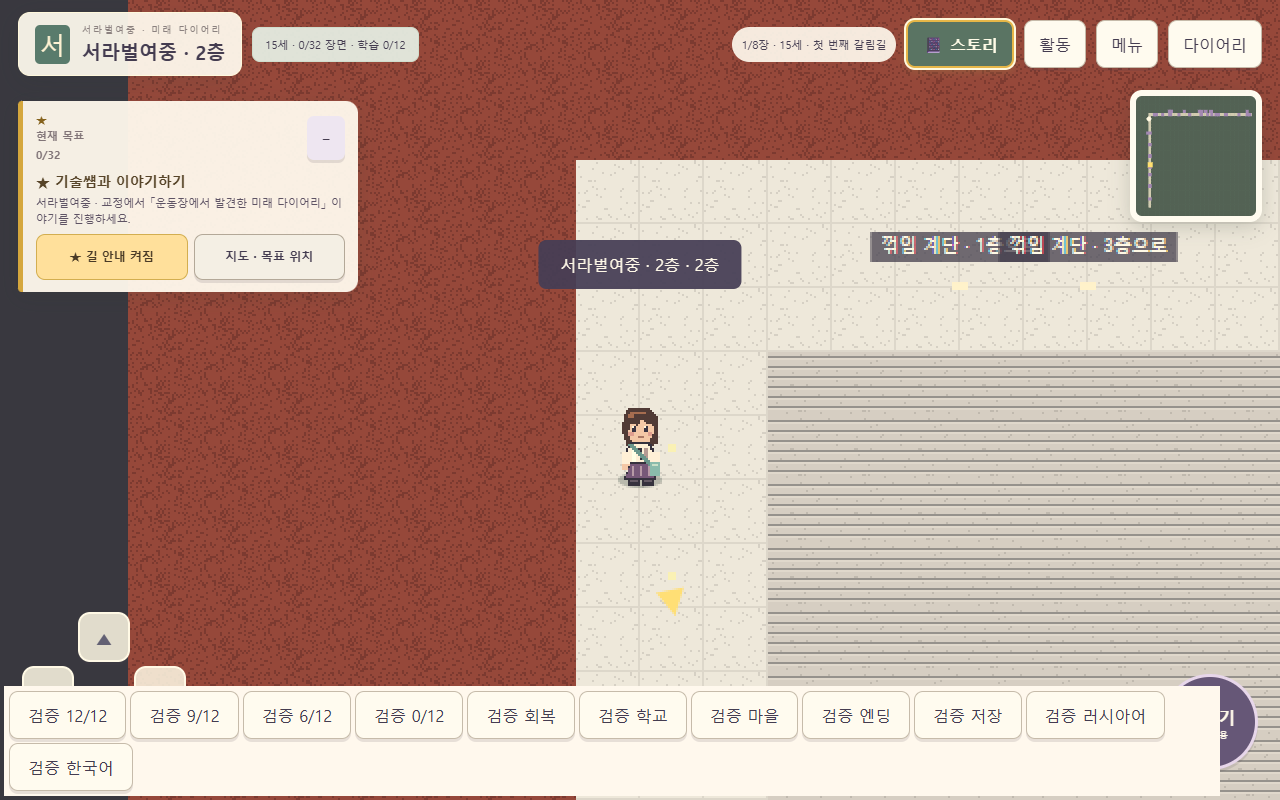 서
서라벌여중 · 미래 다이어리
서라벌여중 · 2층
15세 · 0/32 장면 · 학습 0/12
1/8장 · 15세 · 첫 번째 갈림길
스토리
활동
메뉴
다이어리
★
현재 목표
0/32
–
★ 기술쌤과 이야기하기
서라벌여중 · 교정에서 「운동장에서 발견한 미래 다이어리」 이
야기를 진행하세요.
★ 길 안내 켜짐
지도 · 목표 위치
서라벌여중 · 2층 · 2층
꺾임 계단 · 1층
꺾임 계단 · 3층으로
▲
검증 12/12
검증 9/12
검증 6/12
검증 0/12
검증 회복
검증 학교
검증 마을
검증 엔딩
검증 저장
검증 러시아어
기
용
검증 한국어